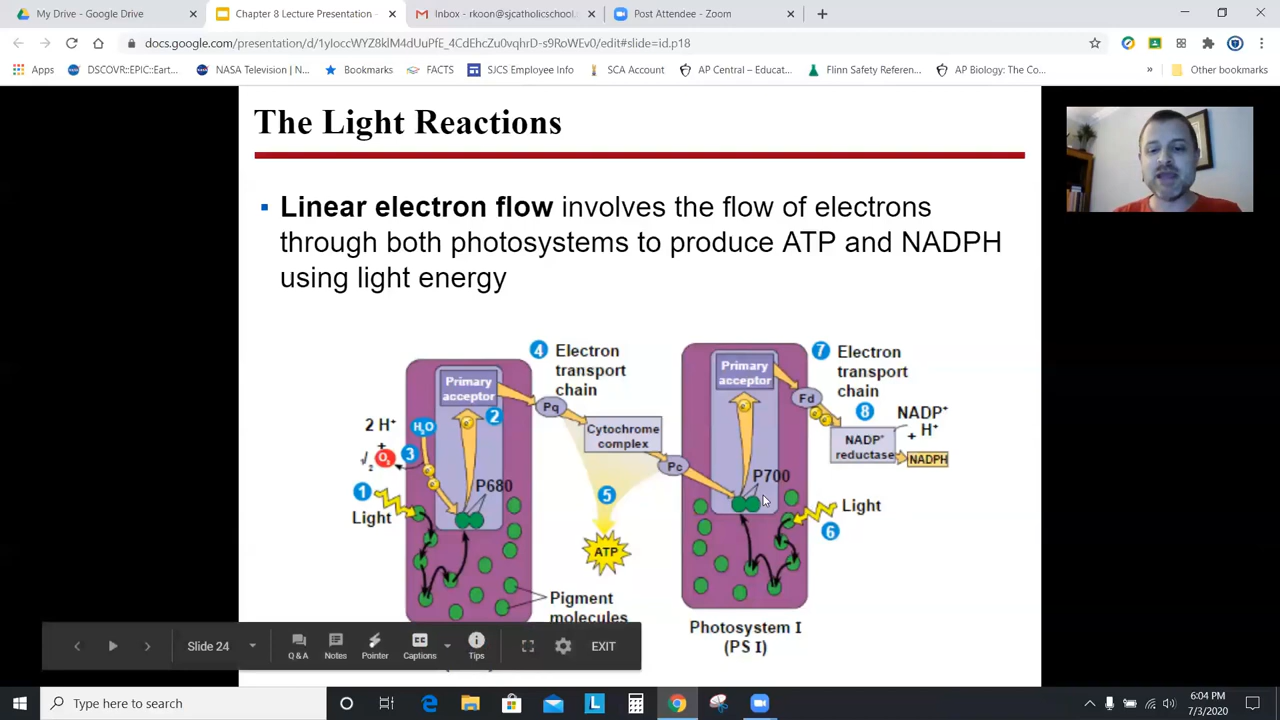 My Drive - Google Drive
Chapter 8 Lecture Presentation
Inbox - rkoon@sjcatholicschool.
Post Attendee - Zoom
docs.google.com/presentation/d/1yIoccWYZ8klM4dUuPfE_XCdEhcZu0vqhrD-s9RoWEv0/edit#slide=id.p18
Apps
DSCOVR::EPIC::Eart...
NASA Television | N...
Bookmarks
FACTS
SJCS Employee Info
SCA Account
AP Central – Educat...
Flinn Safety Referen...
AP Biology: The Co...
»
Other bookmarks
The Light Reactions
▪ Linear electron flow involves the flow of electrons
through both photosystems to produce ATP and NADPH
using light energy
4 Electron
transport
chain
7 Electron
transport
chain
Primary
acceptor
Primary
acceptor
2
Pq
Fd
8
NADP⁺
+ H⁺
2 H⁺
+
½ O₂
H₂O
3
e
e
e
e
e
e
Cytochrome
complex
NADP⁺
reductase
NADPH
Pc
P680
P700
1
Light
5
ATP
Light
6
Pigment
molecules
Photosystem I
(PS I)
Slide 24
Q & A
Notes
Pointer
Captions
Tips
EXIT
Type here to search
6:04 PM
7/3/2020